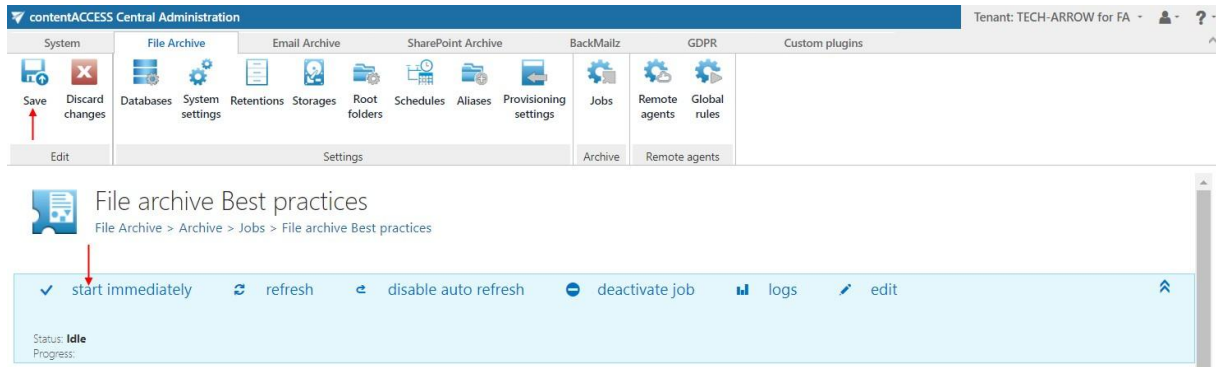 contentACCESS Central Administration
Tenant: TECH-ARROW for FA
?
System File Archive Email Archive SharePoint Archive BackMailz GDPR Custom plugins
Save Discard changes Databases System settings Retentions Storages Root folders Schedules Aliases Provisioning settings Jobs Remote agents Global rules
Edit Settings Archive Remote agents
File archive Best practices
File Archive > Archive > Jobs > File archive Best practices
start immediately refresh disable auto refresh deactivate job logs edit
Status: Idle
Progress: